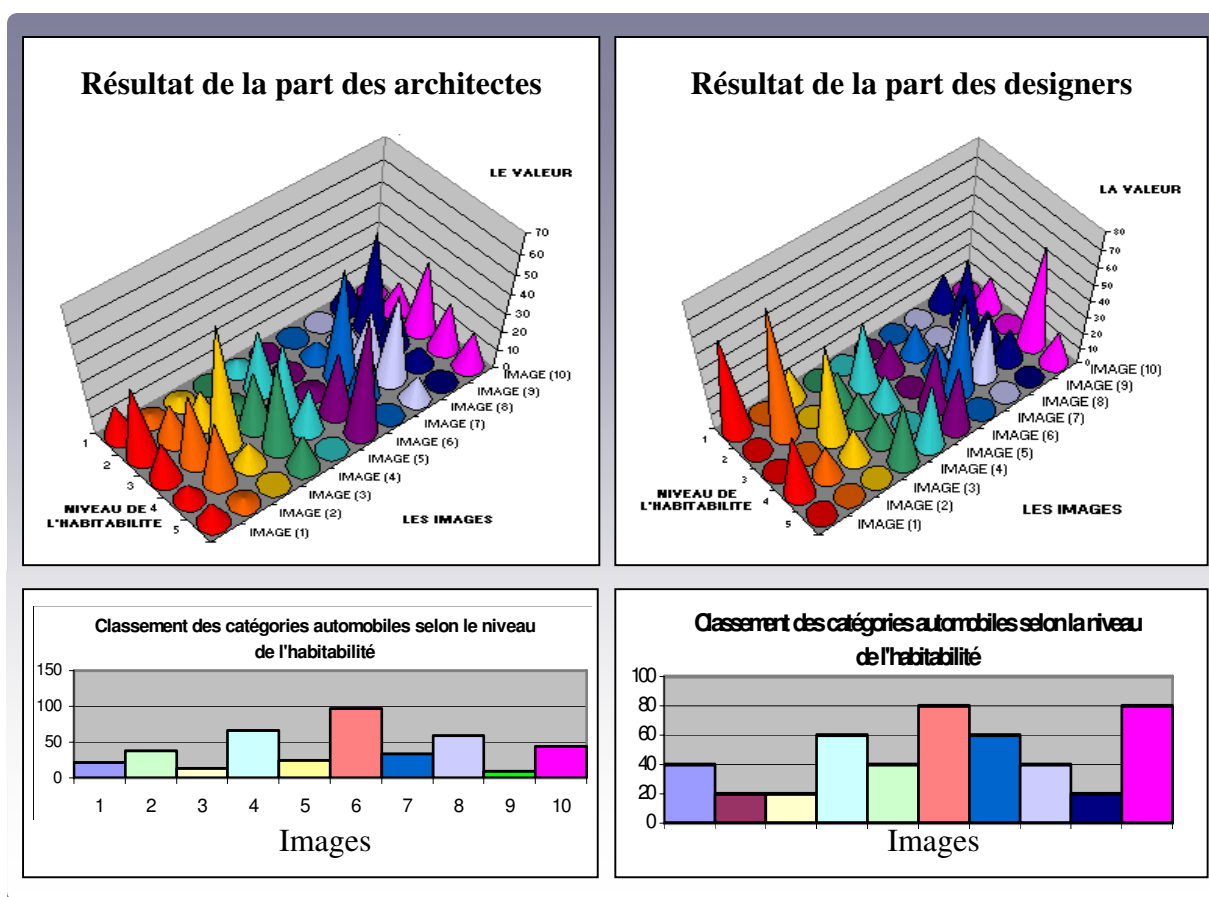 Résultat de la part des architectes
LE VALEUR
70
60
50
40
30
20
10
0
IMAGE (10)
IMAGE (9)
IMAGE (8)
IMAGE (7)
IMAGE (6)
IMAGE (5)
IMAGE (4)
IMAGE (3)
IMAGE (2)
IMAGE (1)
1
2
3
4
5
NIVEAU DE
L'HABITABILITE
LES IMAGES
Résultat de la part des designers
LA VALEUR
80
70
60
50
40
30
20
10
0
IMAGE (10)
IMAGE (9)
IMAGE (8)
IMAGE (7)
IMAGE (6)
IMAGE (5)
IMAGE (4)
IMAGE (3)
IMAGE (2)
IMAGE (1)
1
2
3
4
5
NIVEAU DE
L'HABITABILITE
LES IMAGES
Classement des catégories automobiles selon le niveau
de l'habitabilité
150
100
50
0
1 2 3 4 5 6 7 8 9 10
Images
Classement des catégories automobiles selon la niveau
de l'habitabilité
100
80
60
40
20
0
Images